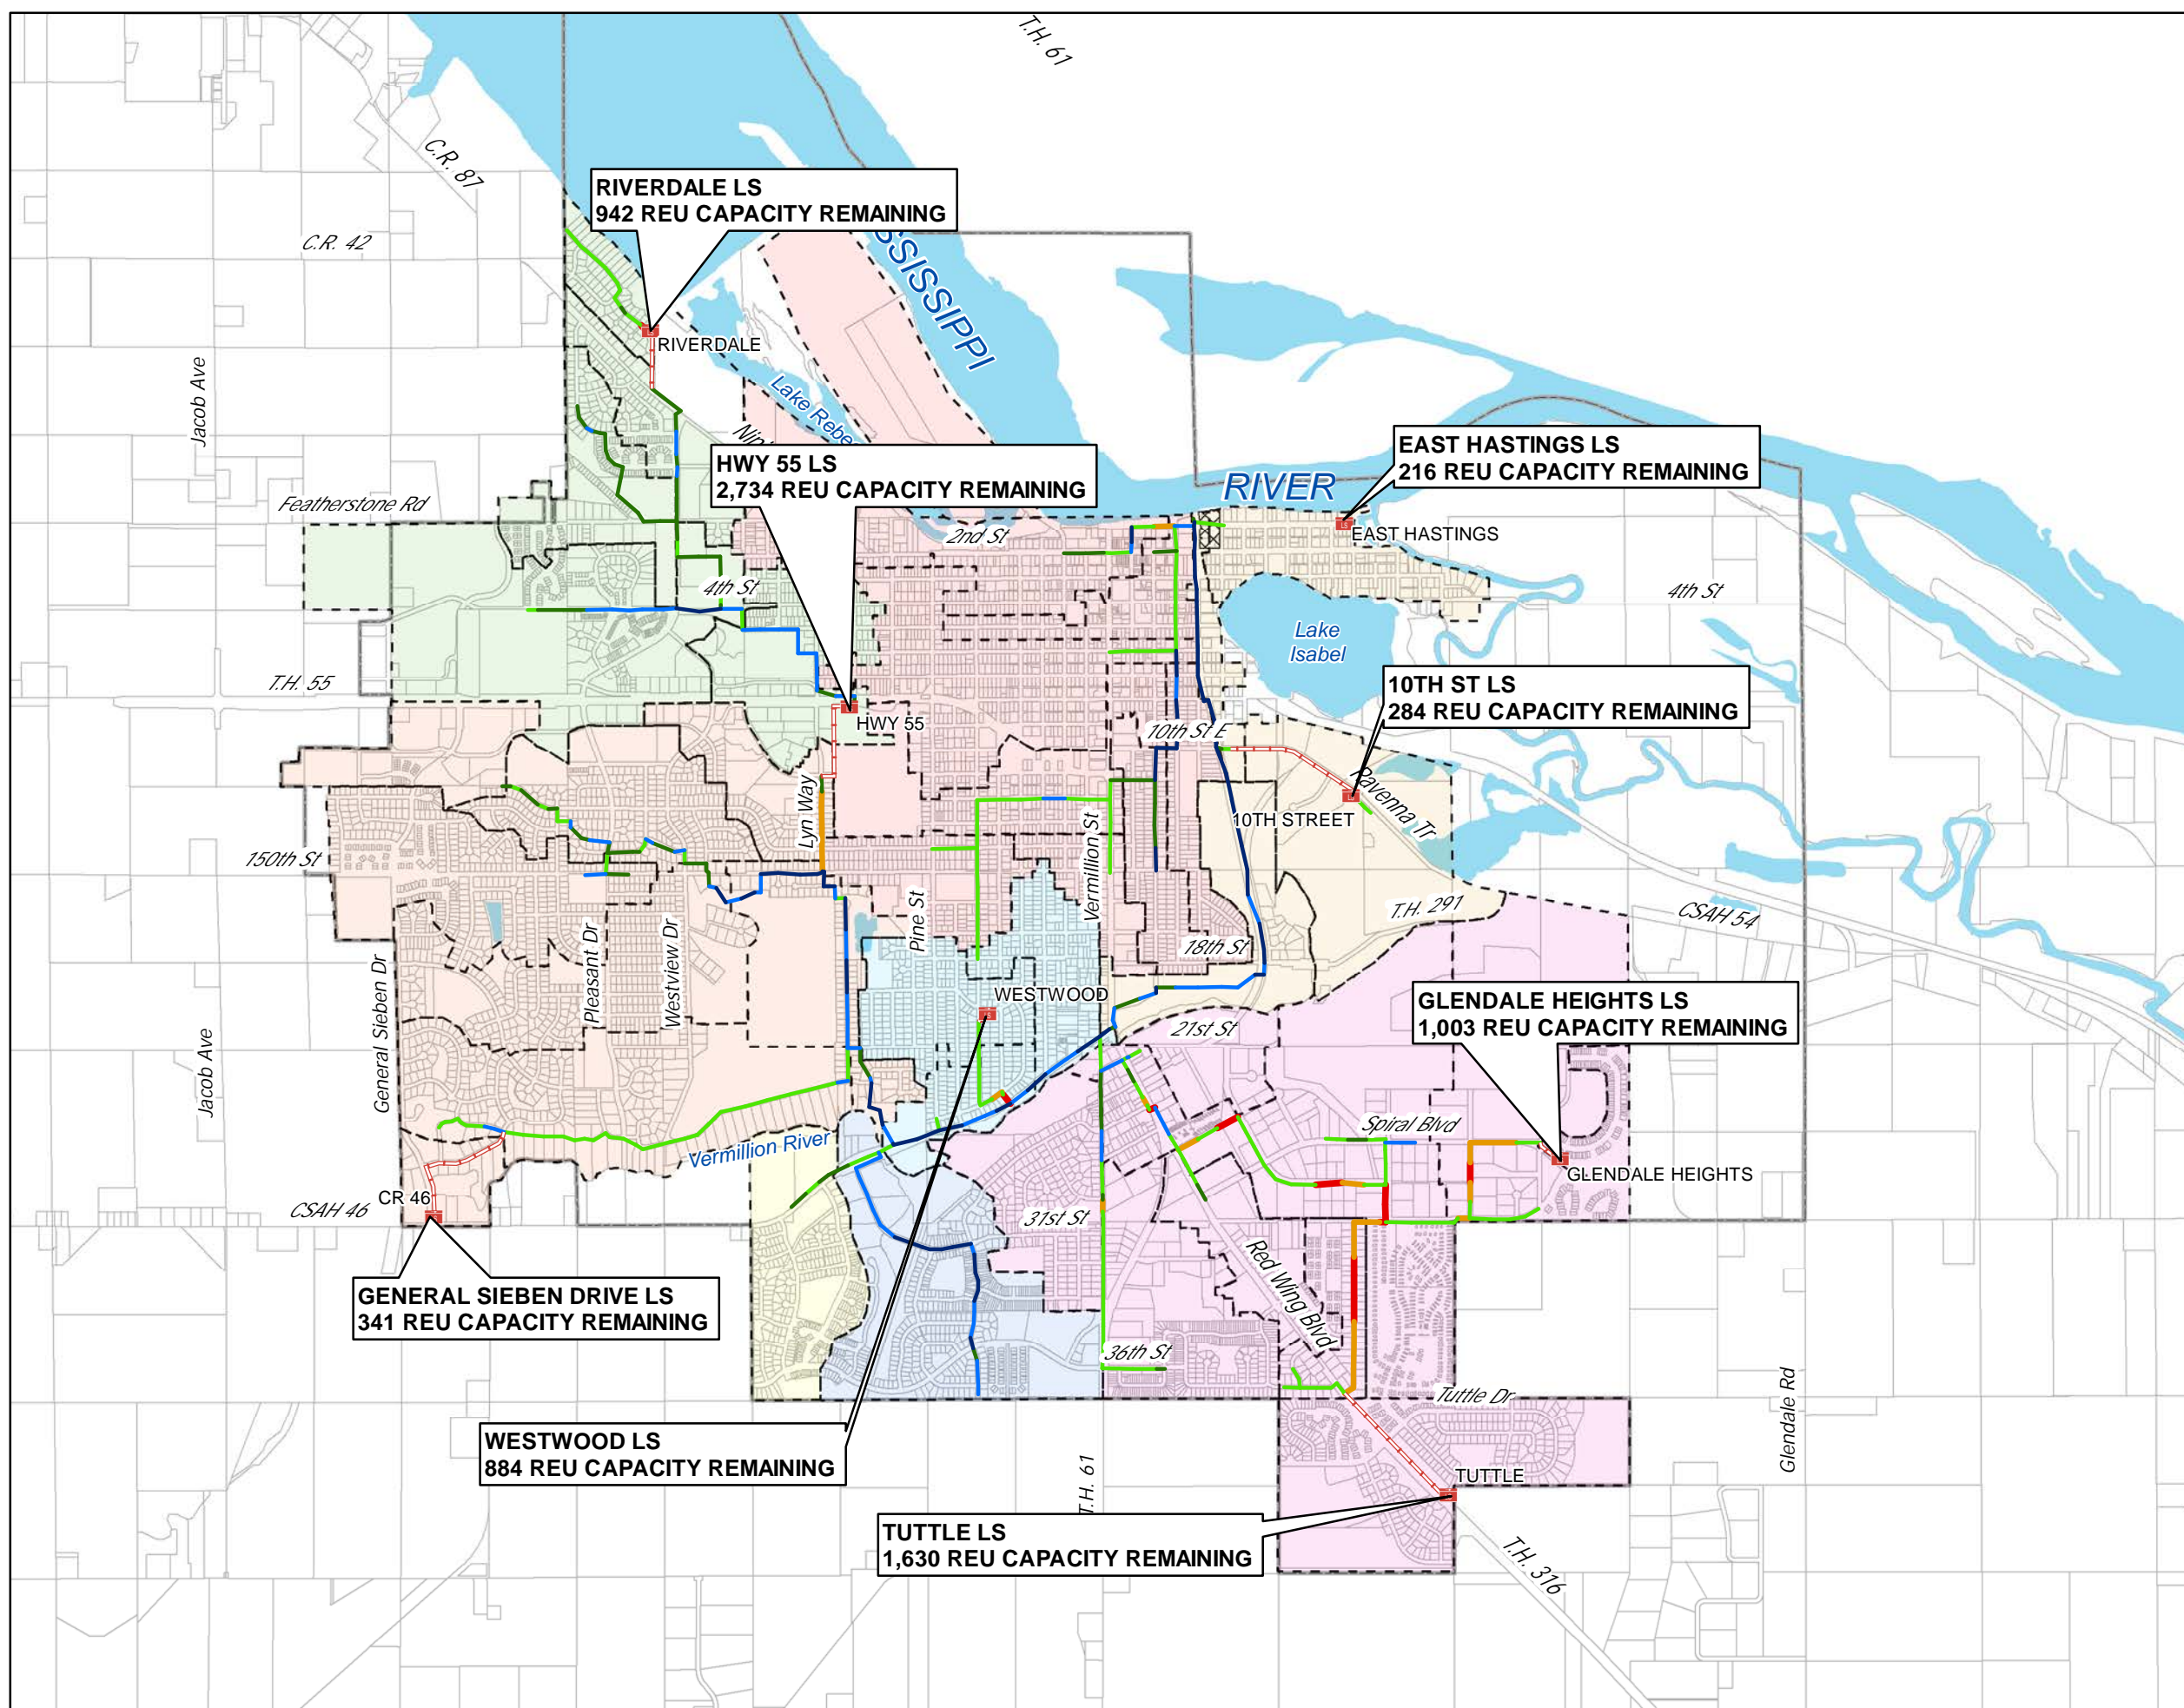 T.H. 61
C.R. 87
RIVERDALE LS
942 REU CAPACITY REMAINING
C.R. 42
SSISSIPPI
RIVERDALE
Jacob Ave
Lake Rebe
HWY 55 LS
2,734 REU CAPACITY REMAINING
EAST HASTINGS LS
216 REU CAPACITY REMAINING
RIVER
Featherstone Rd
2nd St
EAST HASTINGS
4th St
4th St
Lake
Isabel
T.H. 55
HWY 55
10TH ST LS
284 REU CAPACITY REMAINING
10th St E
Lyn Way
Ravenna Tr
10TH STREET
150th St
Vermillion St
Pine St
T.H. 291
CSAH 54
18th St
General Sieben Dr
Pleasant Dr
Westview Dr
WESTWOOD
GLENDALE HEIGHTS LS
1,003 REU CAPACITY REMAINING
21st St
Jacob Ave
Spiral Blvd
Vermillion River
GLENDALE HEIGHTS
CR 46
CSAH 46
31st St
Red Wing Blvd
GENERAL SIEBEN DRIVE LS
341 REU CAPACITY REMAINING
36th St
Tuttle Dr
Glendale Rd
WESTWOOD LS
884 REU CAPACITY REMAINING
T.H. 61
TUTTLE
TUTTLE LS
1,630 REU CAPACITY REMAINING
T.H. 316